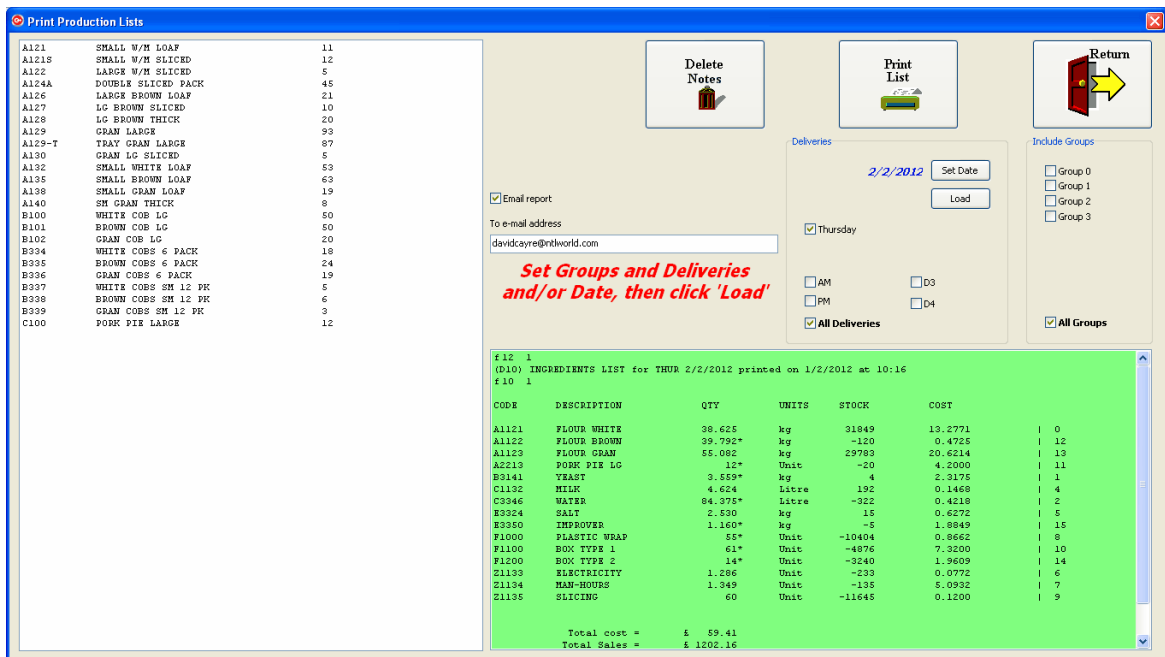 Print Production Lists
A121 SMALL W/M LOAF 11
A121S SMALL W/M SLICED 12
A122 LARGE W/M SLICED 5
A124A DOUBLE SLICED PACK 45
A126 LARGE BROWN LOAF 21
A127 LG BROWN SLICED 10
A128 LG BROWN THICK 20
A129 GRAN LARGE 93
A129-T TRAY GRAN LARGE 87
A130 GRAN LG SLICED 5
A132 SMALL WHITE LOAF 53
A135 SMALL BROWN LOAF 63
A138 SMALL GRAN LOAF 19
A140 SM GRAN THICK 8
B100 WHITE COB LG 50
B101 BROWN COB LG 50
B102 GRAN COB LG 20
B334 WHITE COBS 6 PACK 18
B335 BROWN COBS 6 PACK 24
B336 GRAN COBS 6 PACK 19
B337 WHITE COBS SM 12 PK 5
B338 BROWN COBS SM 12 PK 6
B339 GRAN COBS SM 12 PK 3
C100 PORK PIE LARGE 12
Delete
Notes
Print
List
Return
Email report
To e-mail address
davidcayre@ntlworld.com
Set Groups and Deliveries
and/or Date, then click 'Load'
Deliveries
2/2/2012 Set Date
Load
Thursday
AM D3
PM D4
All Deliveries
Include Groups
Group 0
Group 1
Group 2
Group 3
All Groups
f12 1
(D10) INGREDIENTS LIST for THUR 2/2/2012 printed on 1/2/2012 at 10:16
f10 1
CODE DESCRIPTION QTY UNITS STOCK COST
A1121 FLOUR WHITE 38.625 kg 31849 13.2771 | 0
A1122 FLOUR BROWN 39.792* kg -120 0.4725 | 12
A1123 FLOUR GRAN 55.082 kg 29783 20.6214 | 13
A2213 PORK PIE LG 12* Unit -20 4.2000 | 11
B3141 YEAST 3.559* kg 4 2.3175 | 1
C1132 MILK 4.624 Litre 192 0.1468 | 4
C3346 WATER 84.375* Litre -322 0.4218 | 2
E3324 SALT 2.530 kg 15 0.6272 | 5
E3350 IMPROVER 1.160* kg -5 1.8849 | 15
F1000 PLASTIC WRAP 55* Unit -10404 0.8662 | 8
F1100 BOX TYPE 1 61* Unit -4876 7.3200 | 10
F1200 BOX TYPE 2 14* Unit -3240 1.9609 | 14
Z1133 ELECTRICITY 1.286 Unit -233 0.0772 | 6
Z1134 MAN-HOURS 1.349 Unit -135 5.0932 | 7
Z1135 SLICING 60 Unit -11645 0.1200 | 9
Total cost = £ 59.41
Total Sales = £ 1202.16